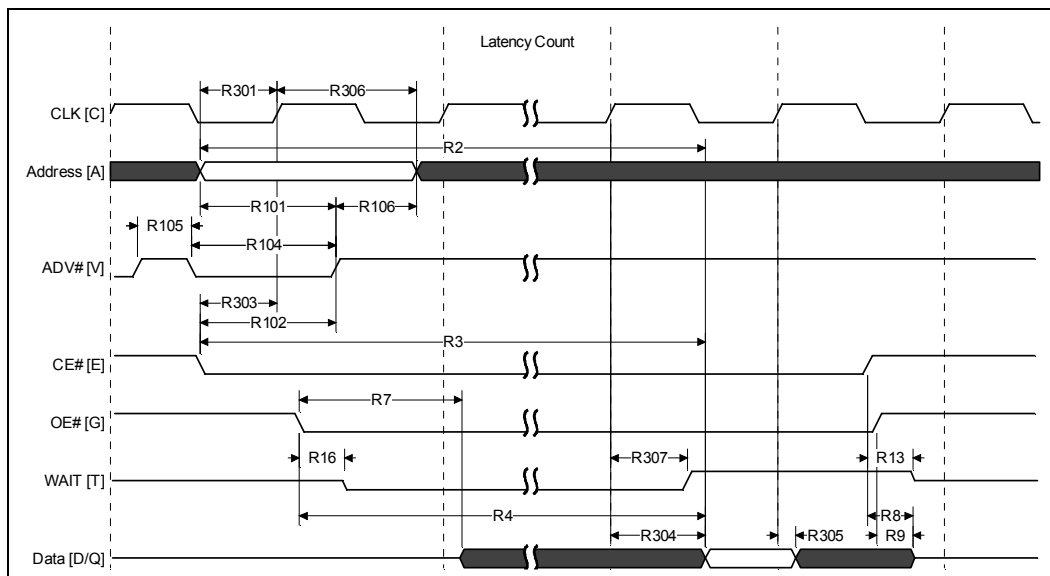 Latency Count
R301 R306
CLK [C]
R2
Address [A]
R101 R106
R105 R104
ADV# [V]
R303
R102
R3
CE# [E]
R7
OE# [G]
R16 R307 R13
WAIT [T]
R4 R8
R304 R305 R9
Data [D/Q]